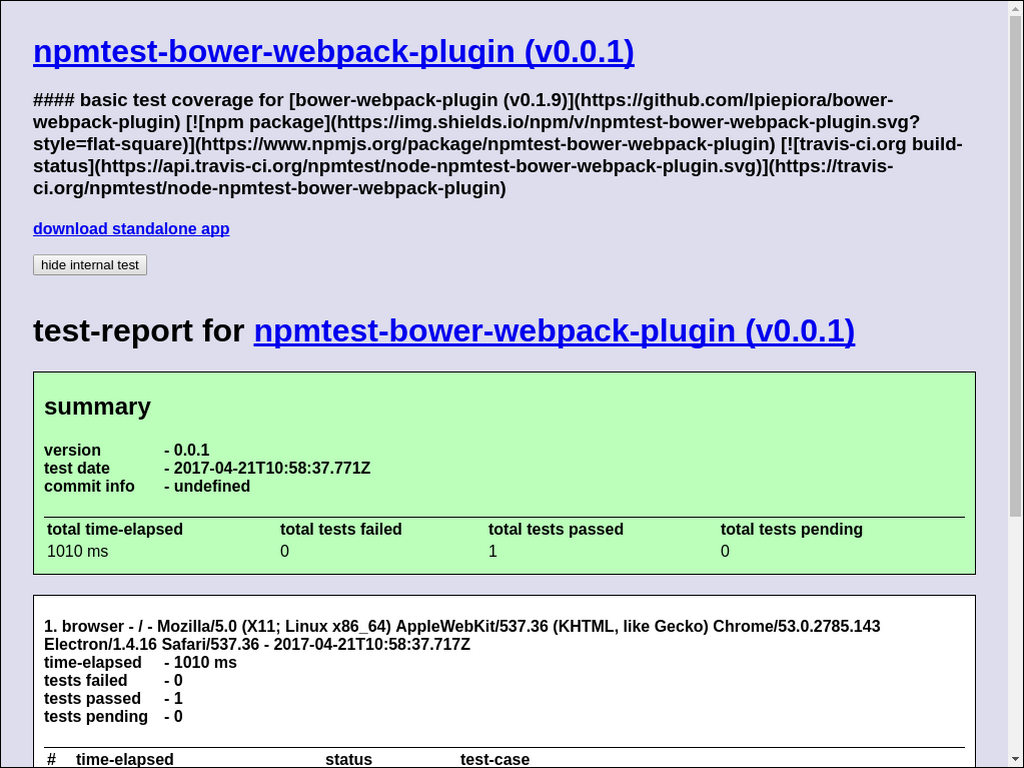 npmtest-bower-webpack-plugin (v0.0.1)
#### basic test coverage for [bower-webpack-plugin (v0.1.9)](https://github.com/lpiepiora/bower-
webpack-plugin) [![npm package](https://img.shields.io/npm/v/npmtest-bower-webpack-plugin.svg?
style=flat-square)](https://www.npmjs.org/package/npmtest-bower-webpack-plugin) [![travis-ci.org build-
status](https://api.travis-ci.org/npmtest/node-npmtest-bower-webpack-plugin.svg)](https://travis-
ci.org/npmtest/node-npmtest-bower-webpack-plugin)
download standalone app
hide internal test
test-report for npmtest-bower-webpack-plugin (v0.0.1)
summary
version - 0.0.1
test date - 2017-04-21T10:58:37.771Z
commit info - undefined
total time-elapsed total tests failed total tests passed total tests pending
1010 ms 0 1 0
1. browser - / - Mozilla/5.0 (X11; Linux x86_64) AppleWebKit/537.36 (KHTML, like Gecko) Chrome/53.0.2785.143
Electron/1.4.16 Safari/537.36 - 2017-04-21T10:58:37.717Z
time-elapsed - 1010 ms
tests failed - 0
tests passed - 1
tests pending - 0
# time-elapsed status test-case